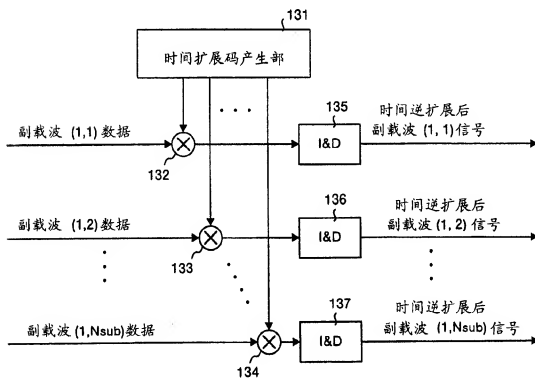 131
时间扩展码产生部
副载波 (1,1) 数据
132
135
I&D
时间逆扩展后
副载波 (1, 1) 信号
副载波 (1,2) 数据
133
136
I&D
时间逆扩展后
副载波 (1, 2) 信号
副载波 (1,Nsub)数据
134
137
I&D
时间逆扩展后
副载波 (1,Nsub) 信号